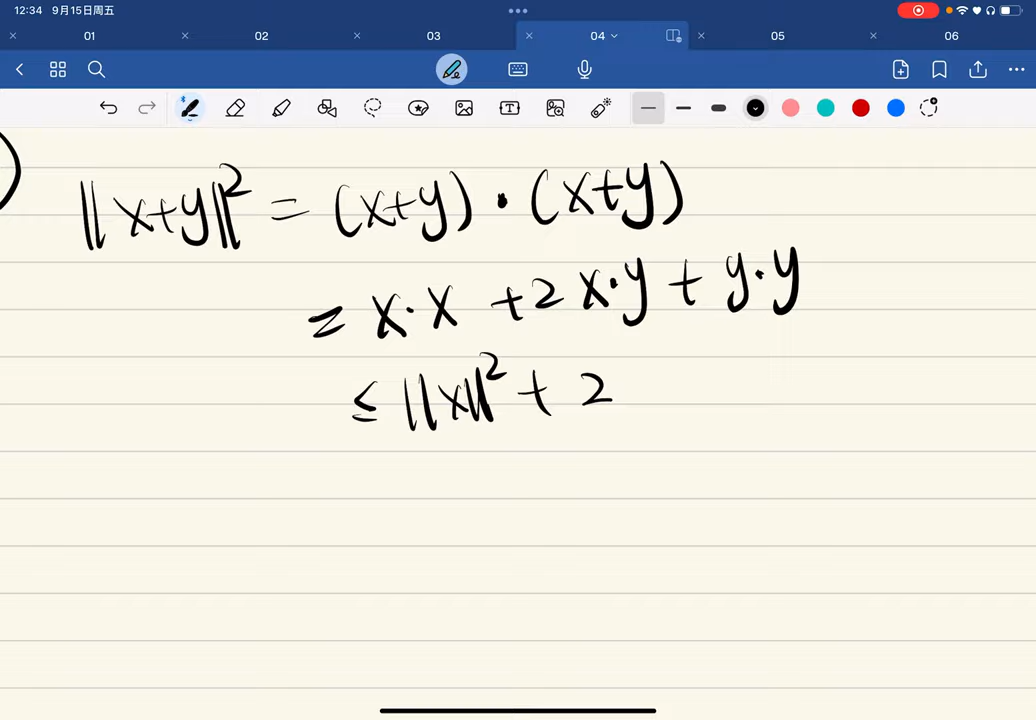 12:34 9月15日周五
01 02 03 04 05 06
)
||x+y||² = (x+y)·(x+y)
= x·x + 2x·y + y·y
≤ ||x||² + 2